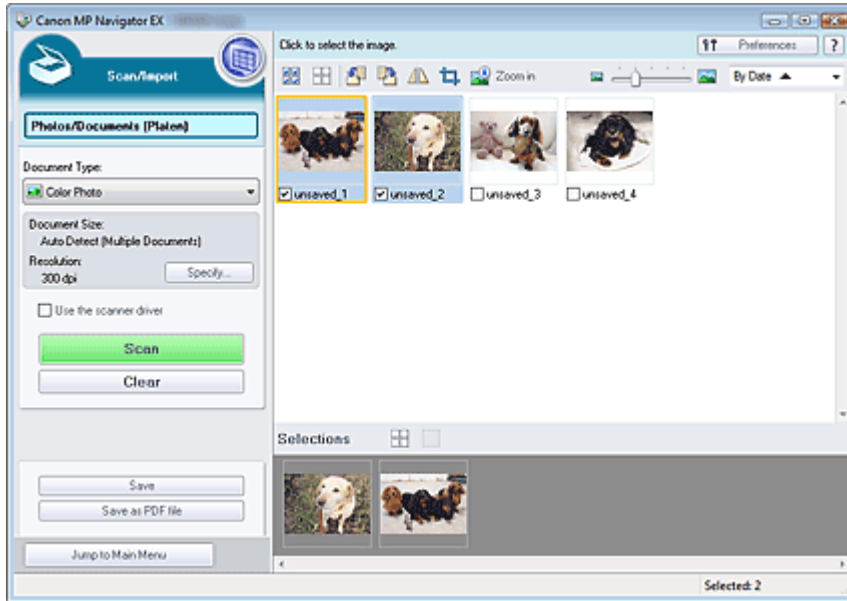 Canon MP Navigator EX
Scan/Import
Click to select the image.
Preferences
?
Zoom in
By Date
Photos/Documents (Platen)
Document Type:
Color Photo
Document Size:
Auto Detect (Multiple Documents)
Resolution:
300 dpi
Specify...
Use the scanner driver
Scan
Clear
unsaved_1
unsaved_2
unsaved_3
unsaved_4
Selections
Save
Save as PDF file
Jump to Main Menu
Selected: 2